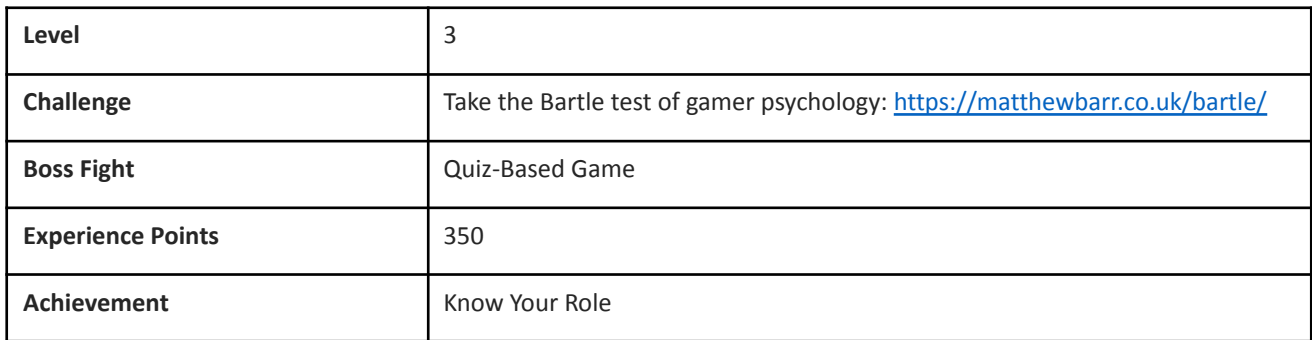 Level 3
Challenge Take the Bartle test of gamer psychology: https://matthewbarr.co.uk/bartle/
Boss Fight Quiz-Based Game
Experience Points 350
Achievement Know Your Role